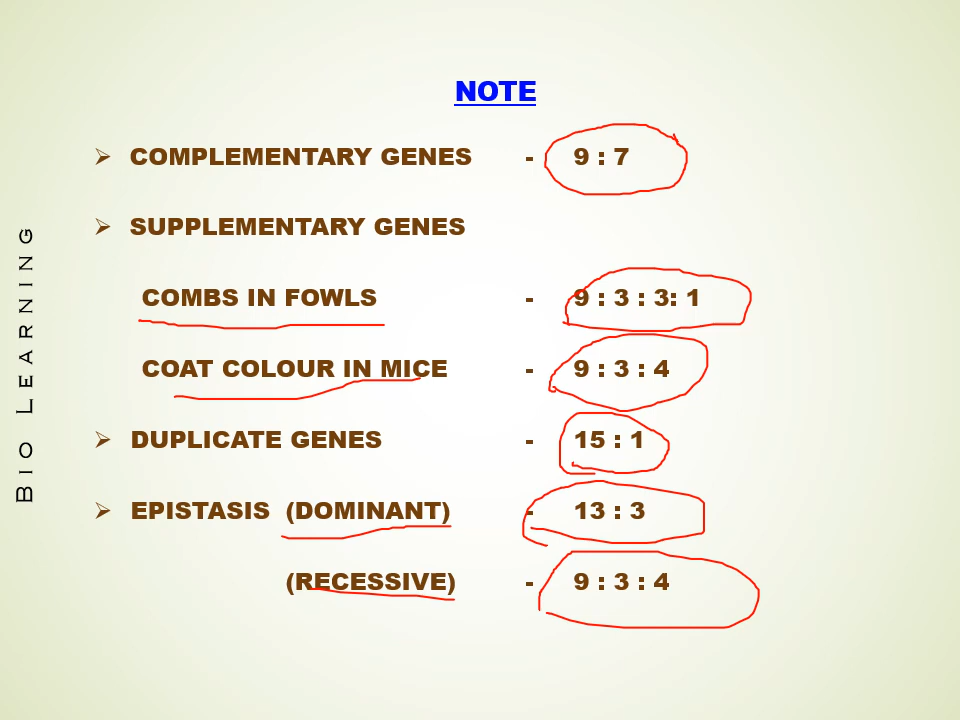 NOTE
➢ COMPLEMENTARY GENES - 9 : 7
➢ SUPPLEMENTARY GENES
COMBS IN FOWLS - 9 : 3 : 3: 1
COAT COLOUR IN MICE - 9 : 3 : 4
➢ DUPLICATE GENES - 15 : 1
➢ EPISTASIS (DOMINANT) - 13 : 3
(RECESSIVE) - 9 : 3 : 4
BIO LEARNING